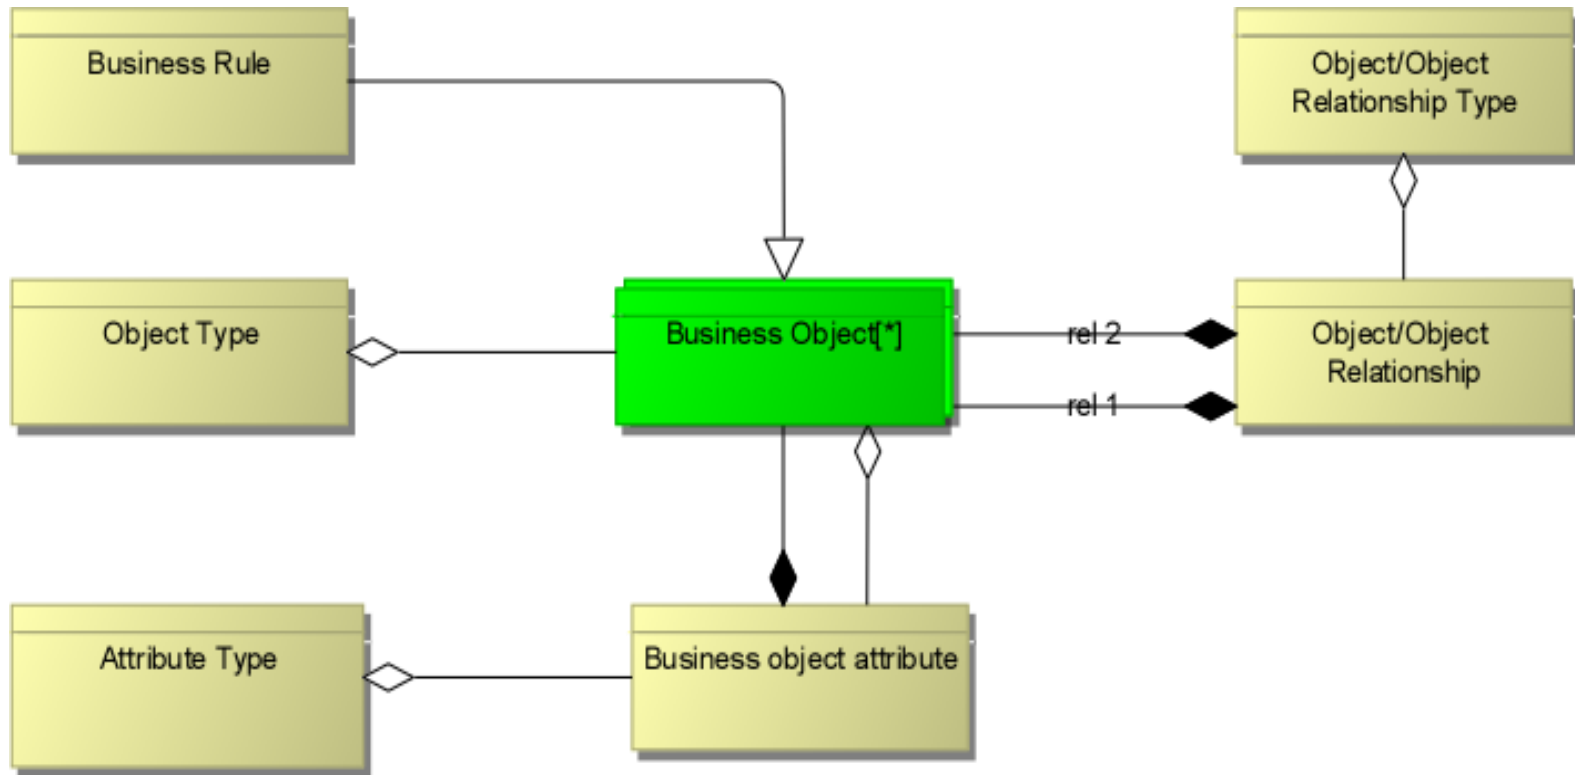 Business Rule
Object/Object
Relationship Type
Object Type
Business Object[*]
rel 2
rel 1
Object/Object
Relationship
Attribute Type
Business object attribute